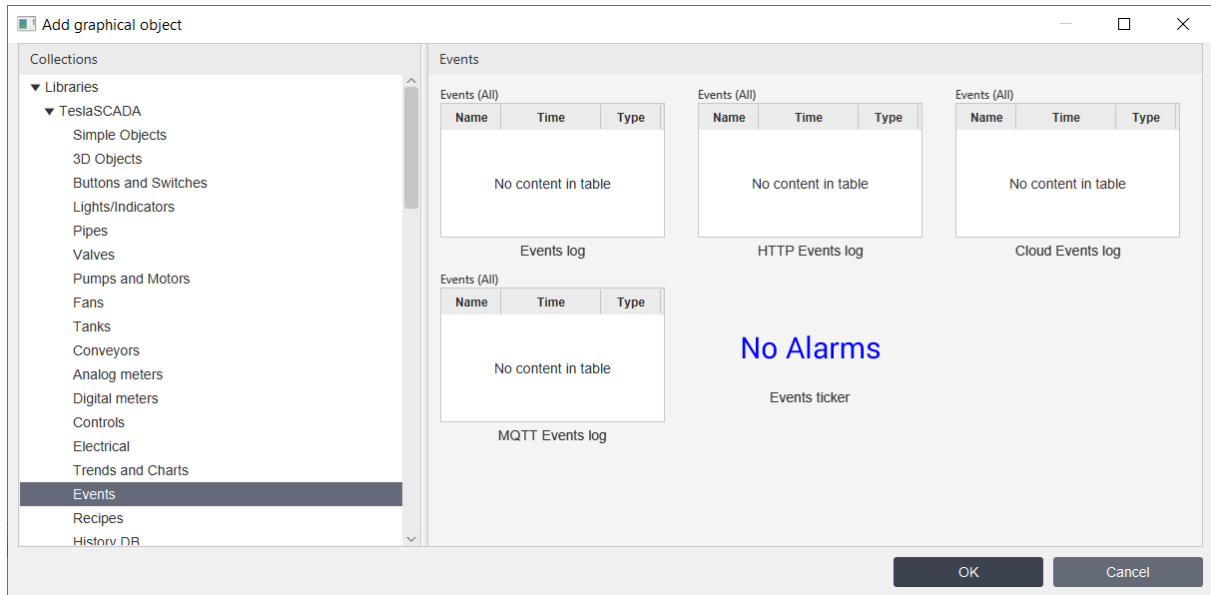 Add graphical object
Collections
Libraries
TeslaSCADA
Simple Objects
3D Objects
Buttons and Switches
Lights/Indicators
Pipes
Valves
Pumps and Motors
Fans
Tanks
Conveyors
Analog meters
Digital meters
Controls
Electrical
Trends and Charts
Events
Recipes
History DB
Events
Events (All)
Name Time Type
No content in table
Events log
Events (All)
Name Time Type
No content in table
HTTP Events log
Events (All)
Name Time Type
No content in table
Cloud Events log
Events (All)
Name Time Type
No content in table
MQTT Events log
No Alarms
Events ticker
OK
Cancel